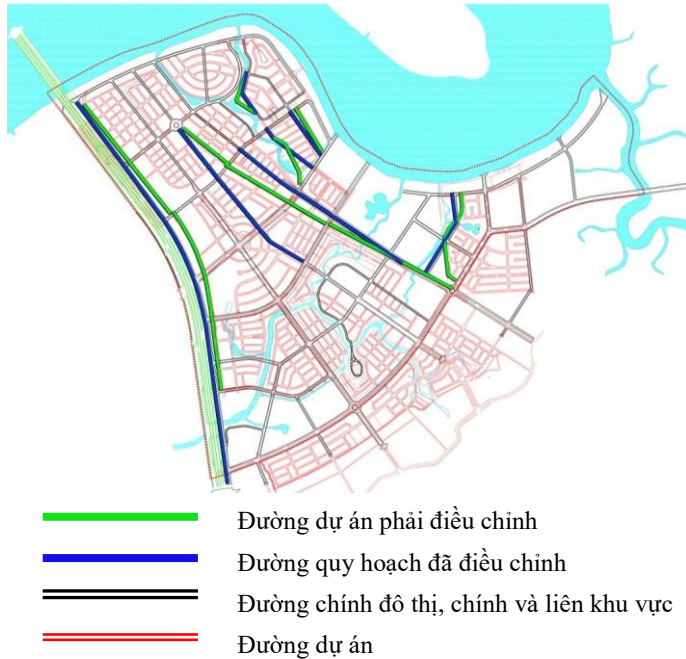 Đường dự án phải điều chỉnh
Đường quy hoạch đã điều chỉnh
Đường chính đô thị, chính và liên khu vực
Đường dự án